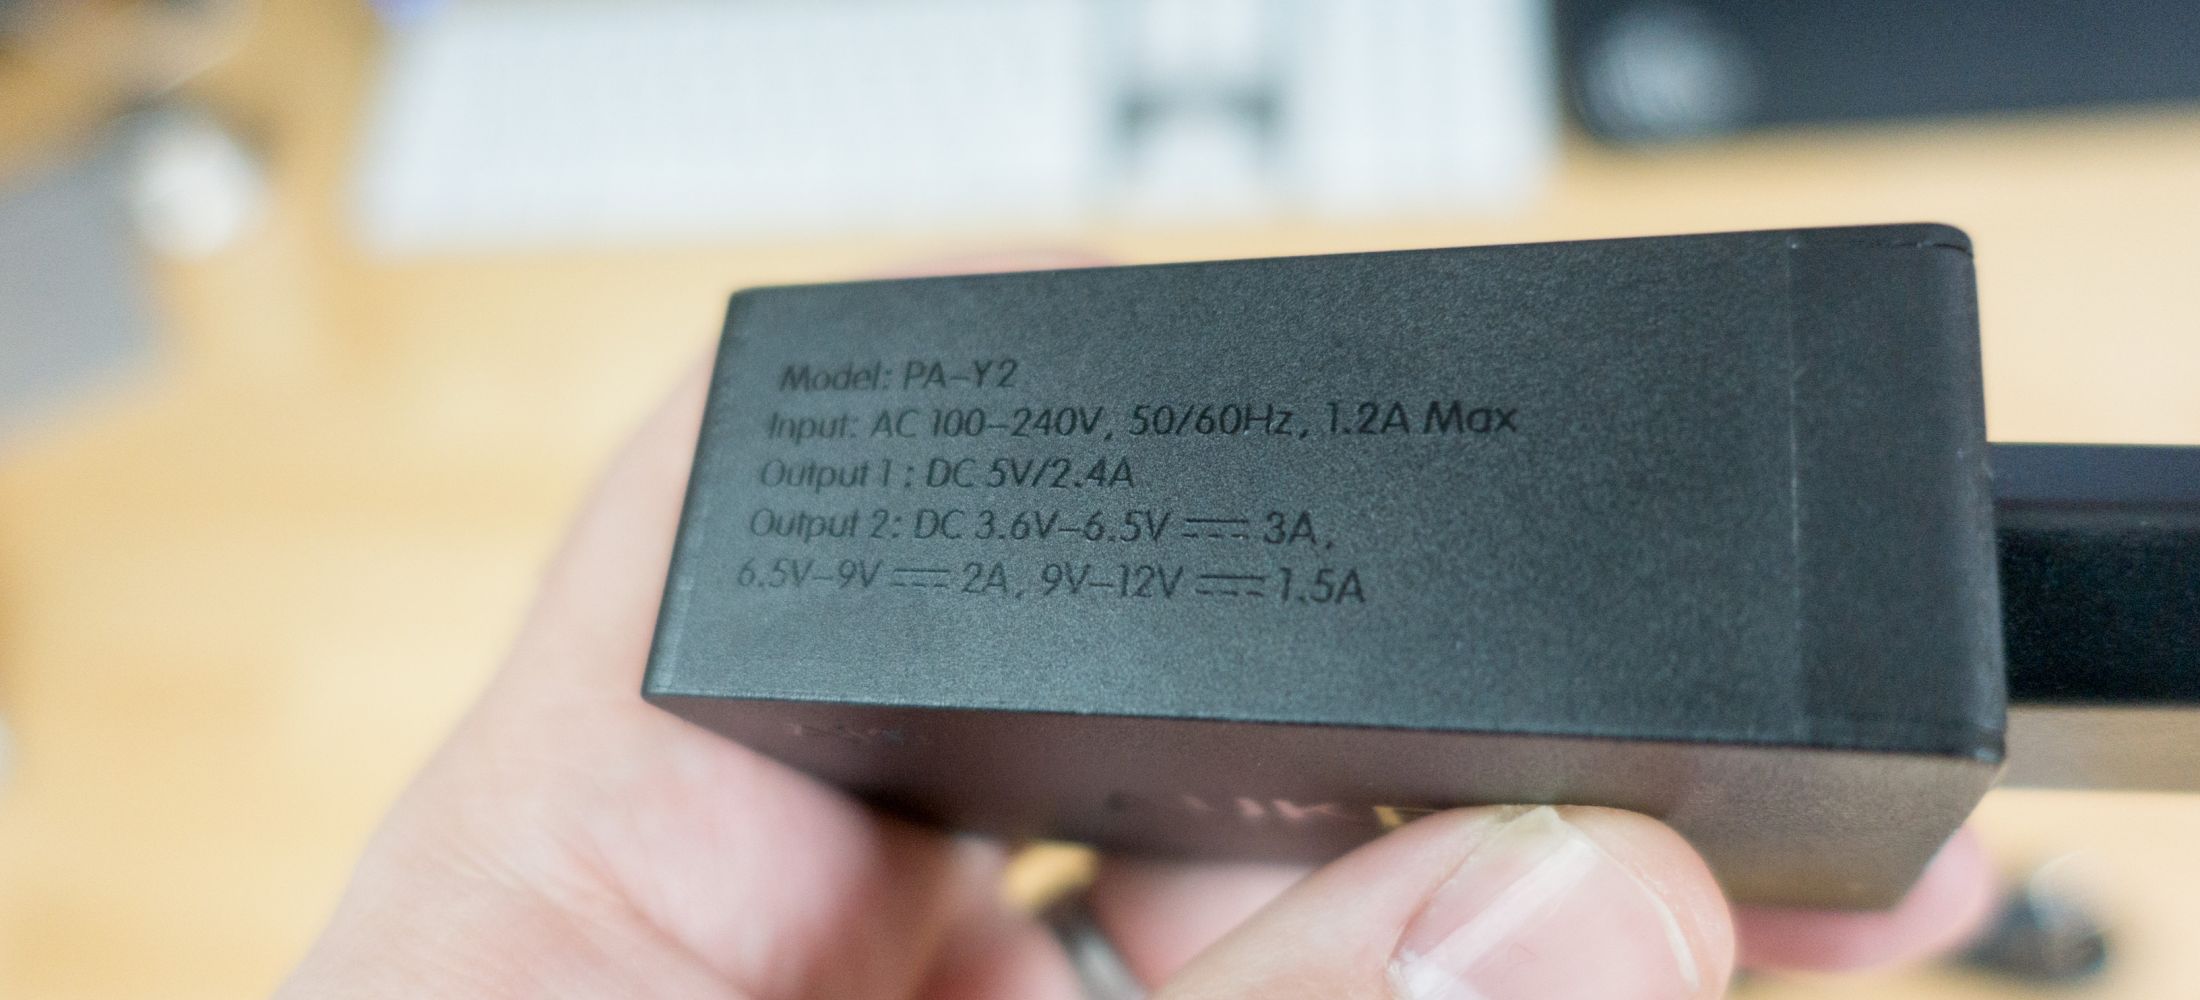 Model: PA-Y2
Input: AC 100-240V, 50/60Hz, 1.2A Max
Output 1 : DC 5V/2.4A
Output 2: DC 3.6V-6.5V ⎓ 3A,
6.5V-9V ⎓ 2A, 9V-12V ⎓ 1.5A